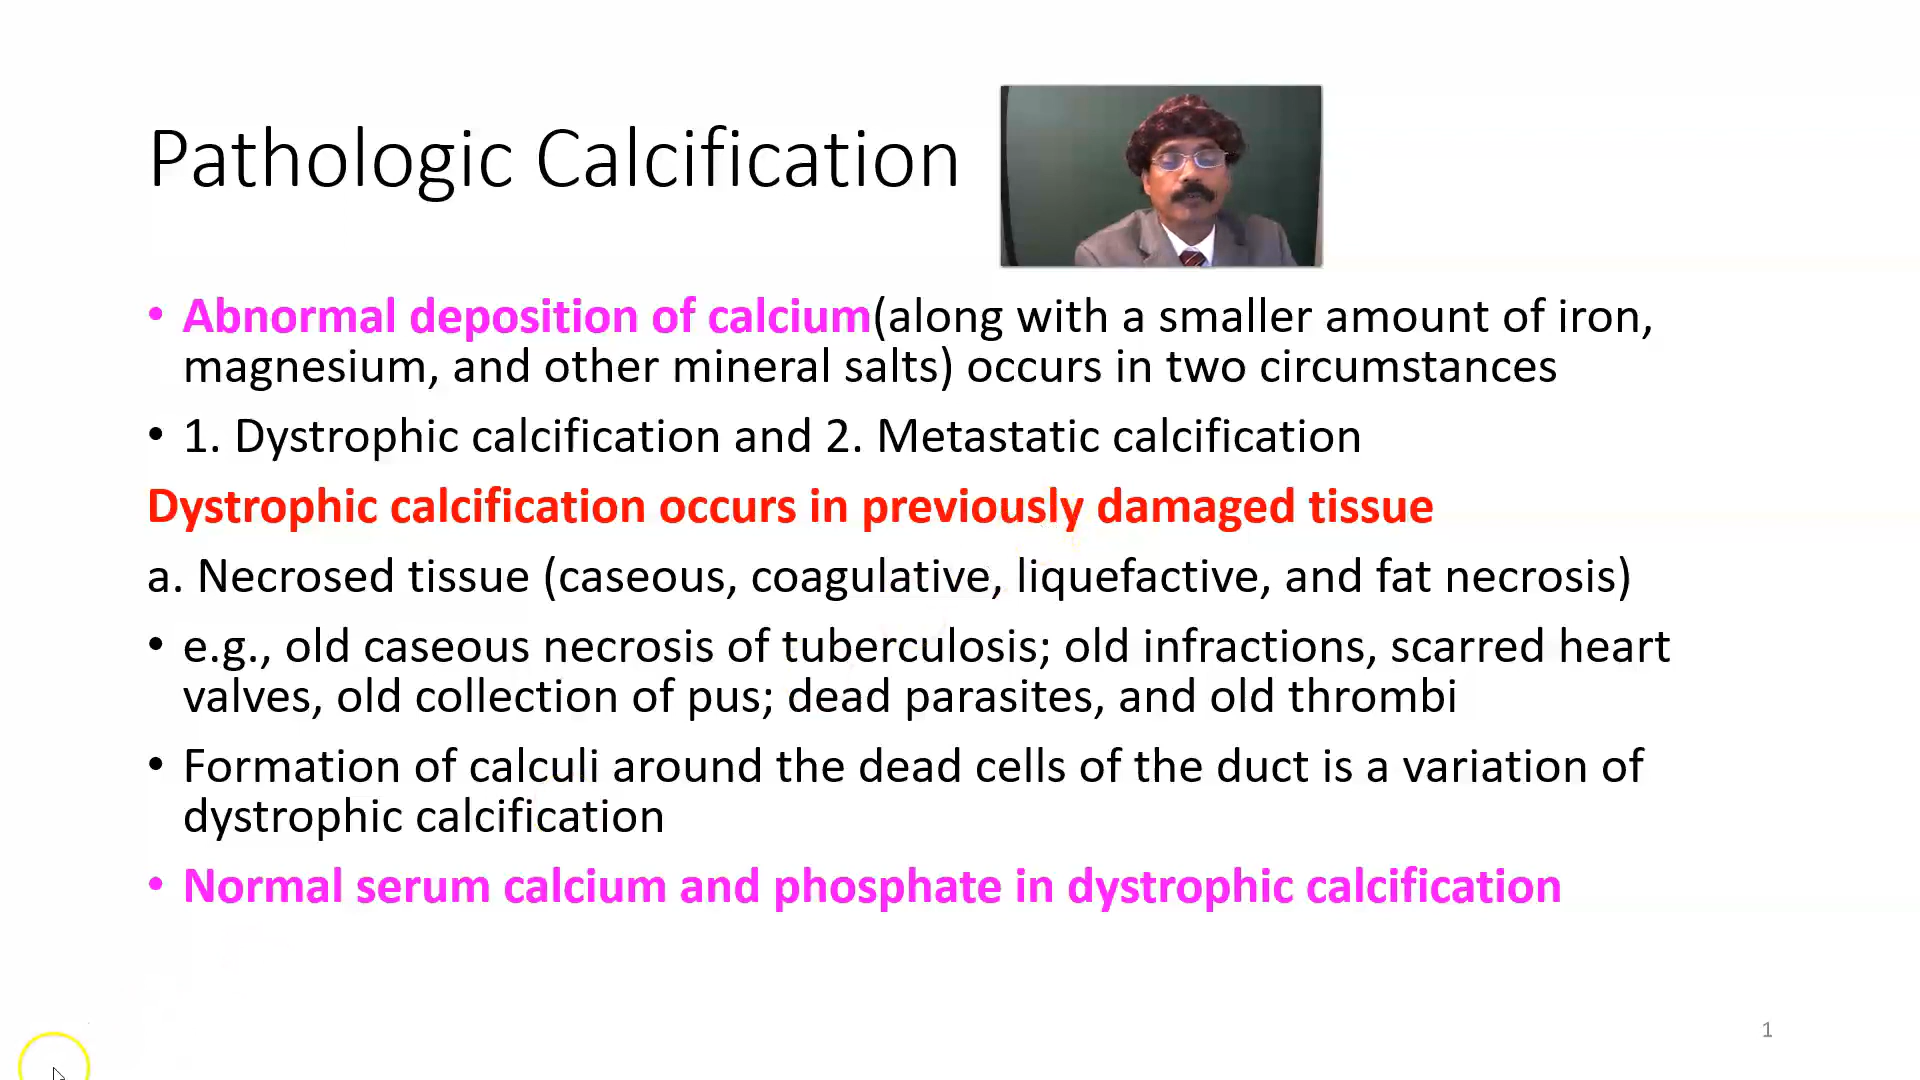 Pathologic Calcification
• Abnormal deposition of calcium(along with a smaller amount of iron,
magnesium, and other mineral salts) occurs in two circumstances
• 1. Dystrophic calcification and 2. Metastatic calcification
Dystrophic calcification occurs in previously damaged tissue
a. Necrosed tissue (caseous, coagulative, liquefactive, and fat necrosis)
• e.g., old caseous necrosis of tuberculosis; old infractions, scarred heart
valves, old collection of pus; dead parasites, and old thrombi
• Formation of calculi around the dead cells of the duct is a variation of
dystrophic calcification
• Normal serum calcium and phosphate in dystrophic calcification
1